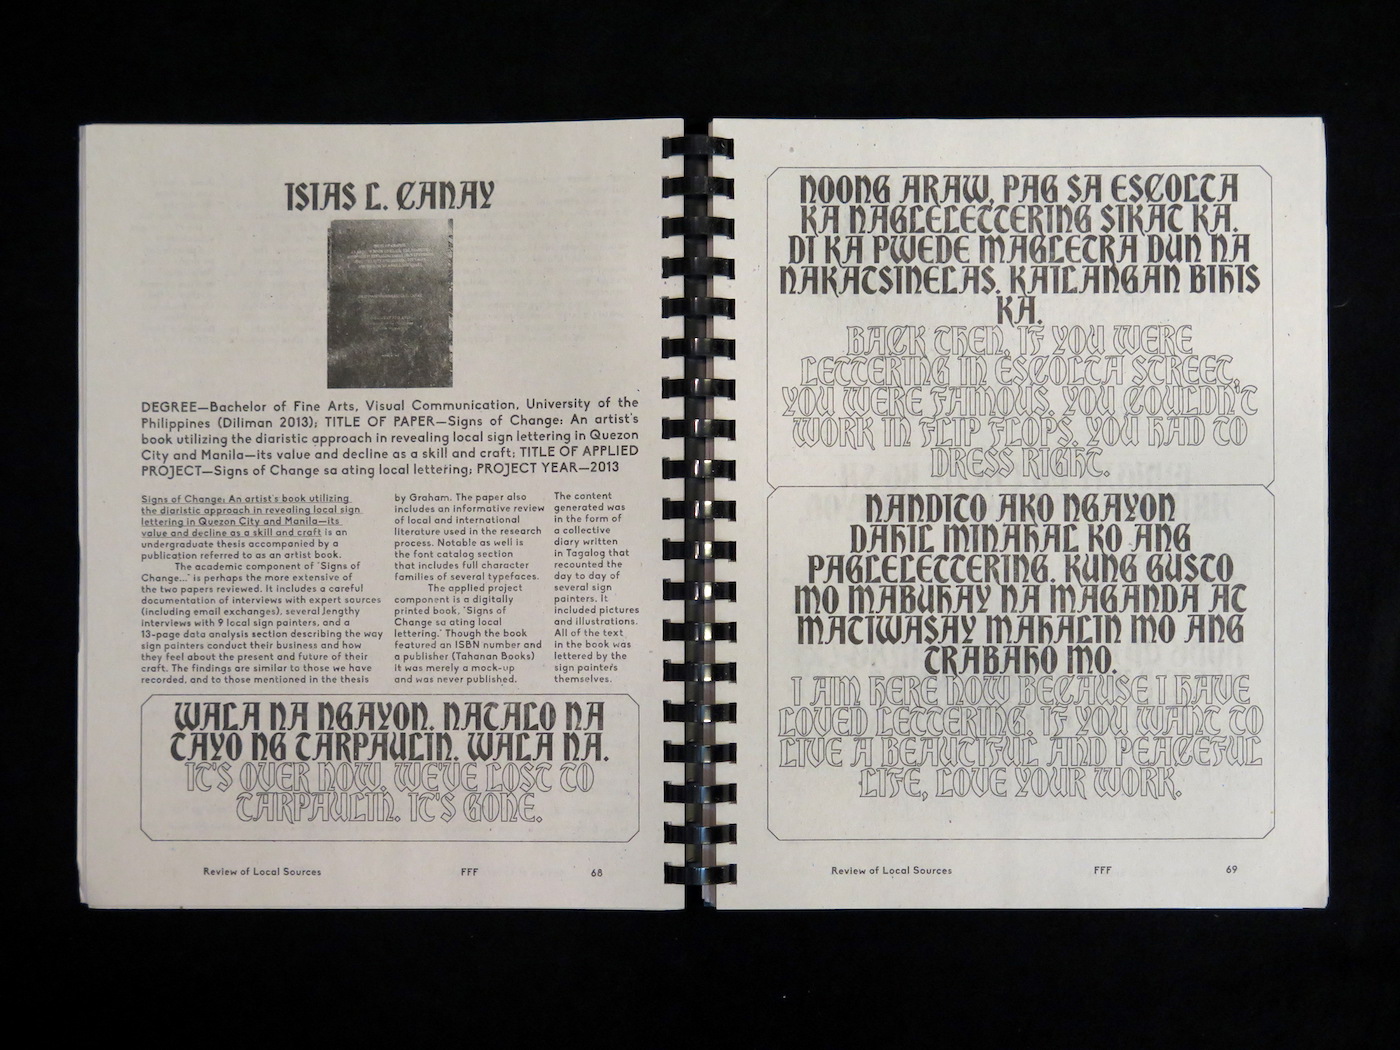 ISIAS L. CANAY
DEGREE—Bachelor of Fine Arts, Visual Communication, University of the
Philippines (Diliman 2013); TITLE OF PAPER—Signs of Change: An artist's
book utilizing the diaristic approach in revealing local sign lettering in Quezon
City and Manila—its value and decline as a skill and craft; TITLE OF APPLIED
PROJECT—Signs of Change sa ating local lettering; PROJECT YEAR—2013
Signs of Change: An artist's book utilizing
the diaristic approach in revealing local sign
lettering in Quezon City and Manila—its
value and decline as a skill and craft is an
undergraduate thesis accompanied by a
publication referred to as an artist book.
The academic component of "Signs of
Change..." is perhaps the more extensive of
the two papers reviewed. It includes a careful
documentation of interviews with expert sources
(including email exchanges), several lengthy
interviews with 9 local sign painters, and a
13-page data analysis section describing the way
sign painters conduct their business and how
they feel about the present and future of their
craft. The findings are similar to those we have
recorded, and to those mentioned in the thesis
by Graham. The paper also
includes an informative review
of local and international
literature used in the research
process. Notable as well is
the font catalog section
that includes full character
families of several typefaces.
The applied project
component is a digitally
printed book, "Signs of
Change sa ating local
lettering." Though the book
featured an ISBN number and
a publisher (Tahanan Books)
it was merely a mock-up
and was never published.
The content
generated was
in the form of
a collective
diary written
in Tagalog that
recounted the
day to day of
several sign
painters. It
included pictures
and illustrations.
All of the text
in the book was
lettered by the
sign painters
themselves.
WALA NA NGAYON. NATALO NA
TAYO NG TARPAULIN. WALA NA.
IT'S OVER NOW. WE'VE LOST TO
TARPAULIN. IT'S GONE.
Review of Local Sources
FFF
68
NOONG ARAW, PAG SA ESCOLTA
KA NAGLELETTERING SIKAT KA.
DI KA PWEDE MAGLETRA DUN NA
NAKATSINELAS. KAILANGAN BIHIS
KA.
BACK THEN, IF YOU WERE
LETTERING IN ESCOLTA STREET,
YOU WERE FAMOUS. YOU COULDN'T
WORK IN FLIP FLOPS. YOU HAD TO
DRESS RIGHT.
NANDITO AKO NGAYON
DAHIL MINAHAL KO ANG
PAGLELETTERING. KUNG GUSTO
MO MABUHAY NA MAGANDA AT
MATIWASAY MAHALIN MO ANG
TRABAHO MO.
I AM HERE NOW BECAUSE I HAVE
LOVED LETTERING. IF YOU WANT TO
LIVE A BEAUTIFUL AND PEACEFUL
LIFE, LOVE YOUR WORK.
Review of Local Sources
FFF
69